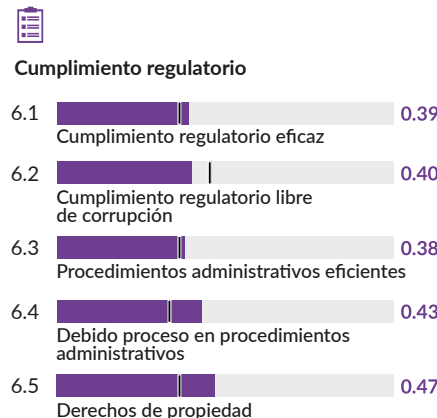 Cumplimiento regulatorio
6.1 0.39
Cumplimiento regulatorio eficaz
6.2 0.40
Cumplimiento regulatorio libre
de corrupción
6.3 0.38
Procedimientos administrativos eficientes
6.4 0.43
Debido proceso en procedimientos
administrativos
6.5 0.47
Derechos de propiedad